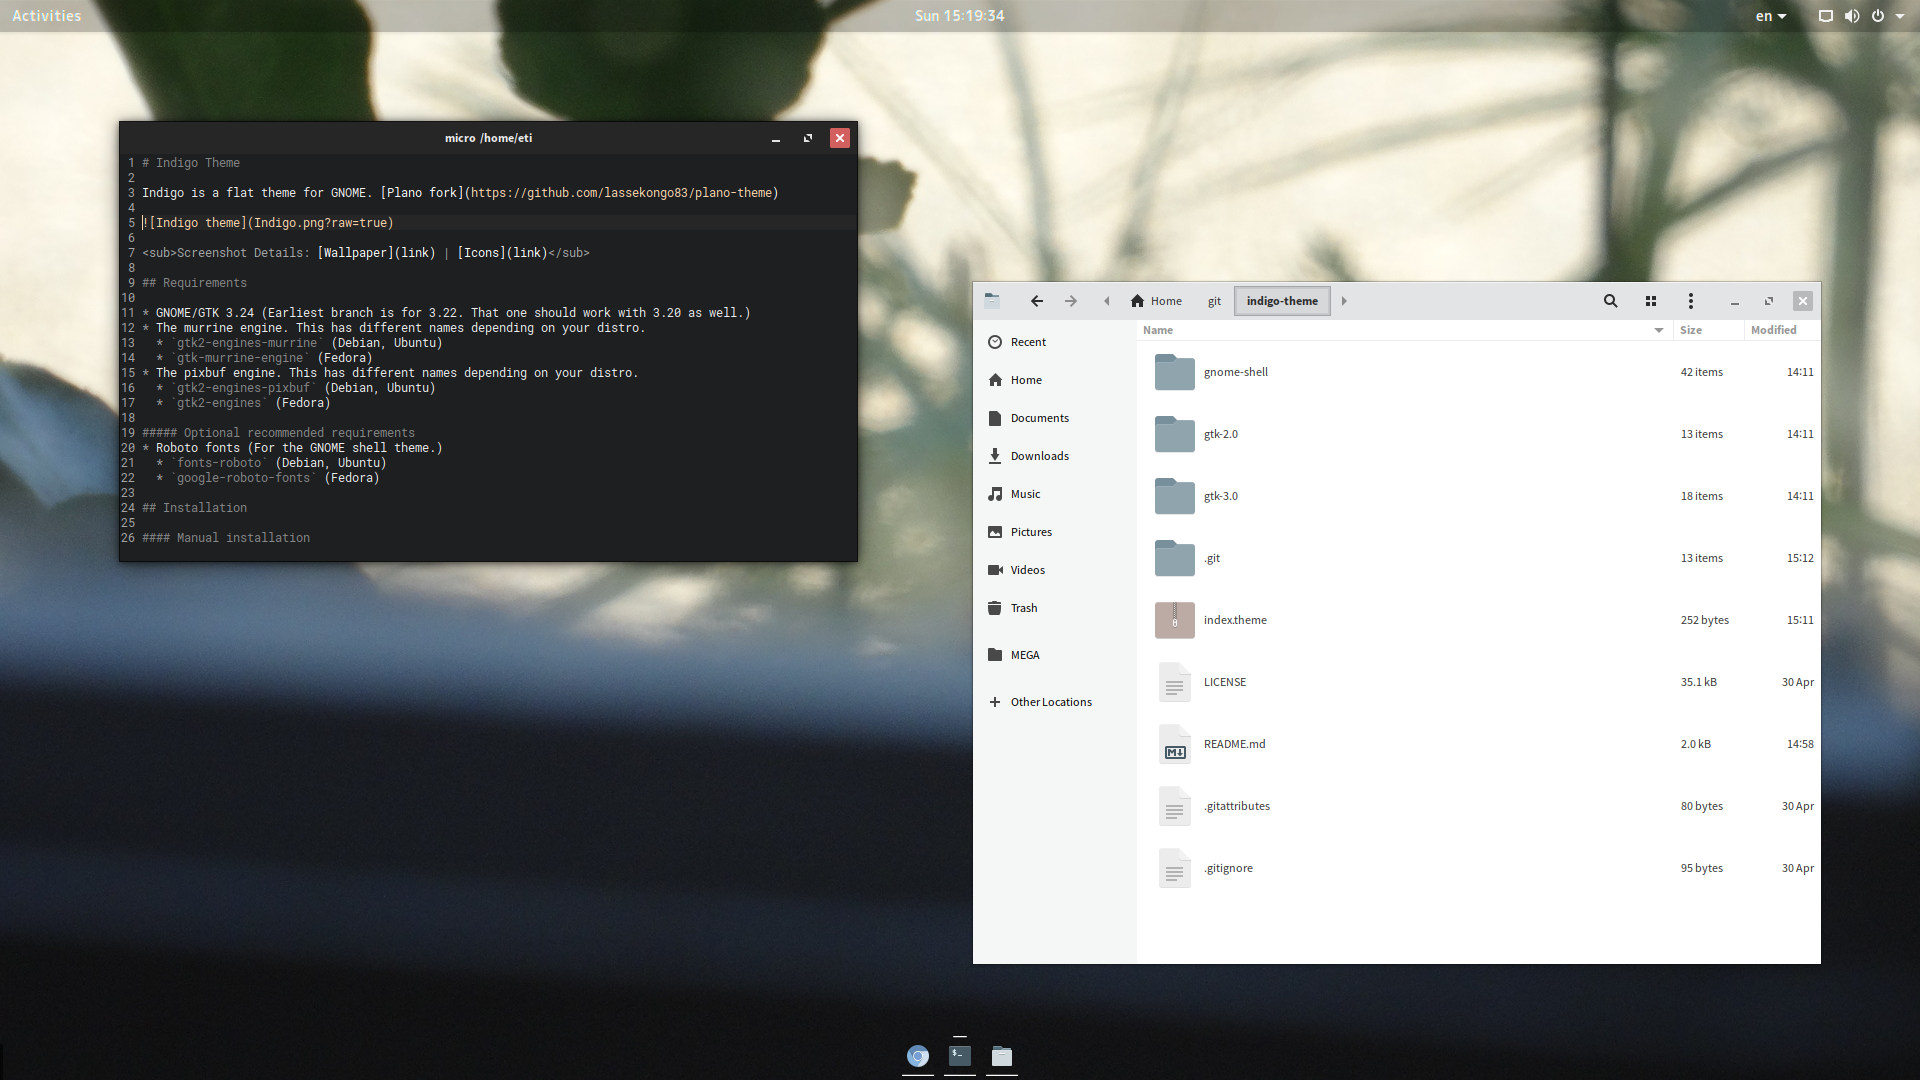 Activities
Sun 15:19:34
en
micro /home/eti
1 # Indigo Theme
2
3 Indigo is a flat theme for GNOME. [Plano fork](https://github.com/lassekongo83/plano-theme)
4
5 ![Indigo theme](Indigo.png?raw=true)
6
7 <sub>Screenshot Details: [Wallpaper](link) | [Icons](link)</sub>
8
9 ## Requirements
10
11 * GNOME/GTK 3.24 (Earliest branch is for 3.22. That one should work with 3.20 as well.)
12 * The murrine engine. This has different names depending on your distro.
13   * `gtk2-engines-murrine` (Debian, Ubuntu)
14   * `gtk-murrine-engine` (Fedora)
15 * The pixbuf engine. This has different names depending on your distro.
16   * `gtk2-engines-pixbuf` (Debian, Ubuntu)
17   * `gtk2-engines` (Fedora)
18
19 ##### Optional recommended requirements
20 * Roboto fonts (For the GNOME shell theme.)
21   * `fonts-roboto` (Debian, Ubuntu)
22   * `google-roboto-fonts` (Fedora)
23
24 ## Installation
25
26 #### Manual installation
Home git indigo-theme
Recent
Home
Documents
Downloads
Music
Pictures
Videos
Trash
MEGA
Other Locations
Name Size Modified
gnome-shell 42 items 14:11
gtk-2.0 13 items 14:11
gtk-3.0 18 items 14:11
.git 13 items 15:12
index.theme 252 bytes 15:11
LICENSE 35.1 kB 30 Apr
README.md 2.0 kB 14:58
.gitattributes 80 bytes 30 Apr
.gitignore 95 bytes 30 Apr